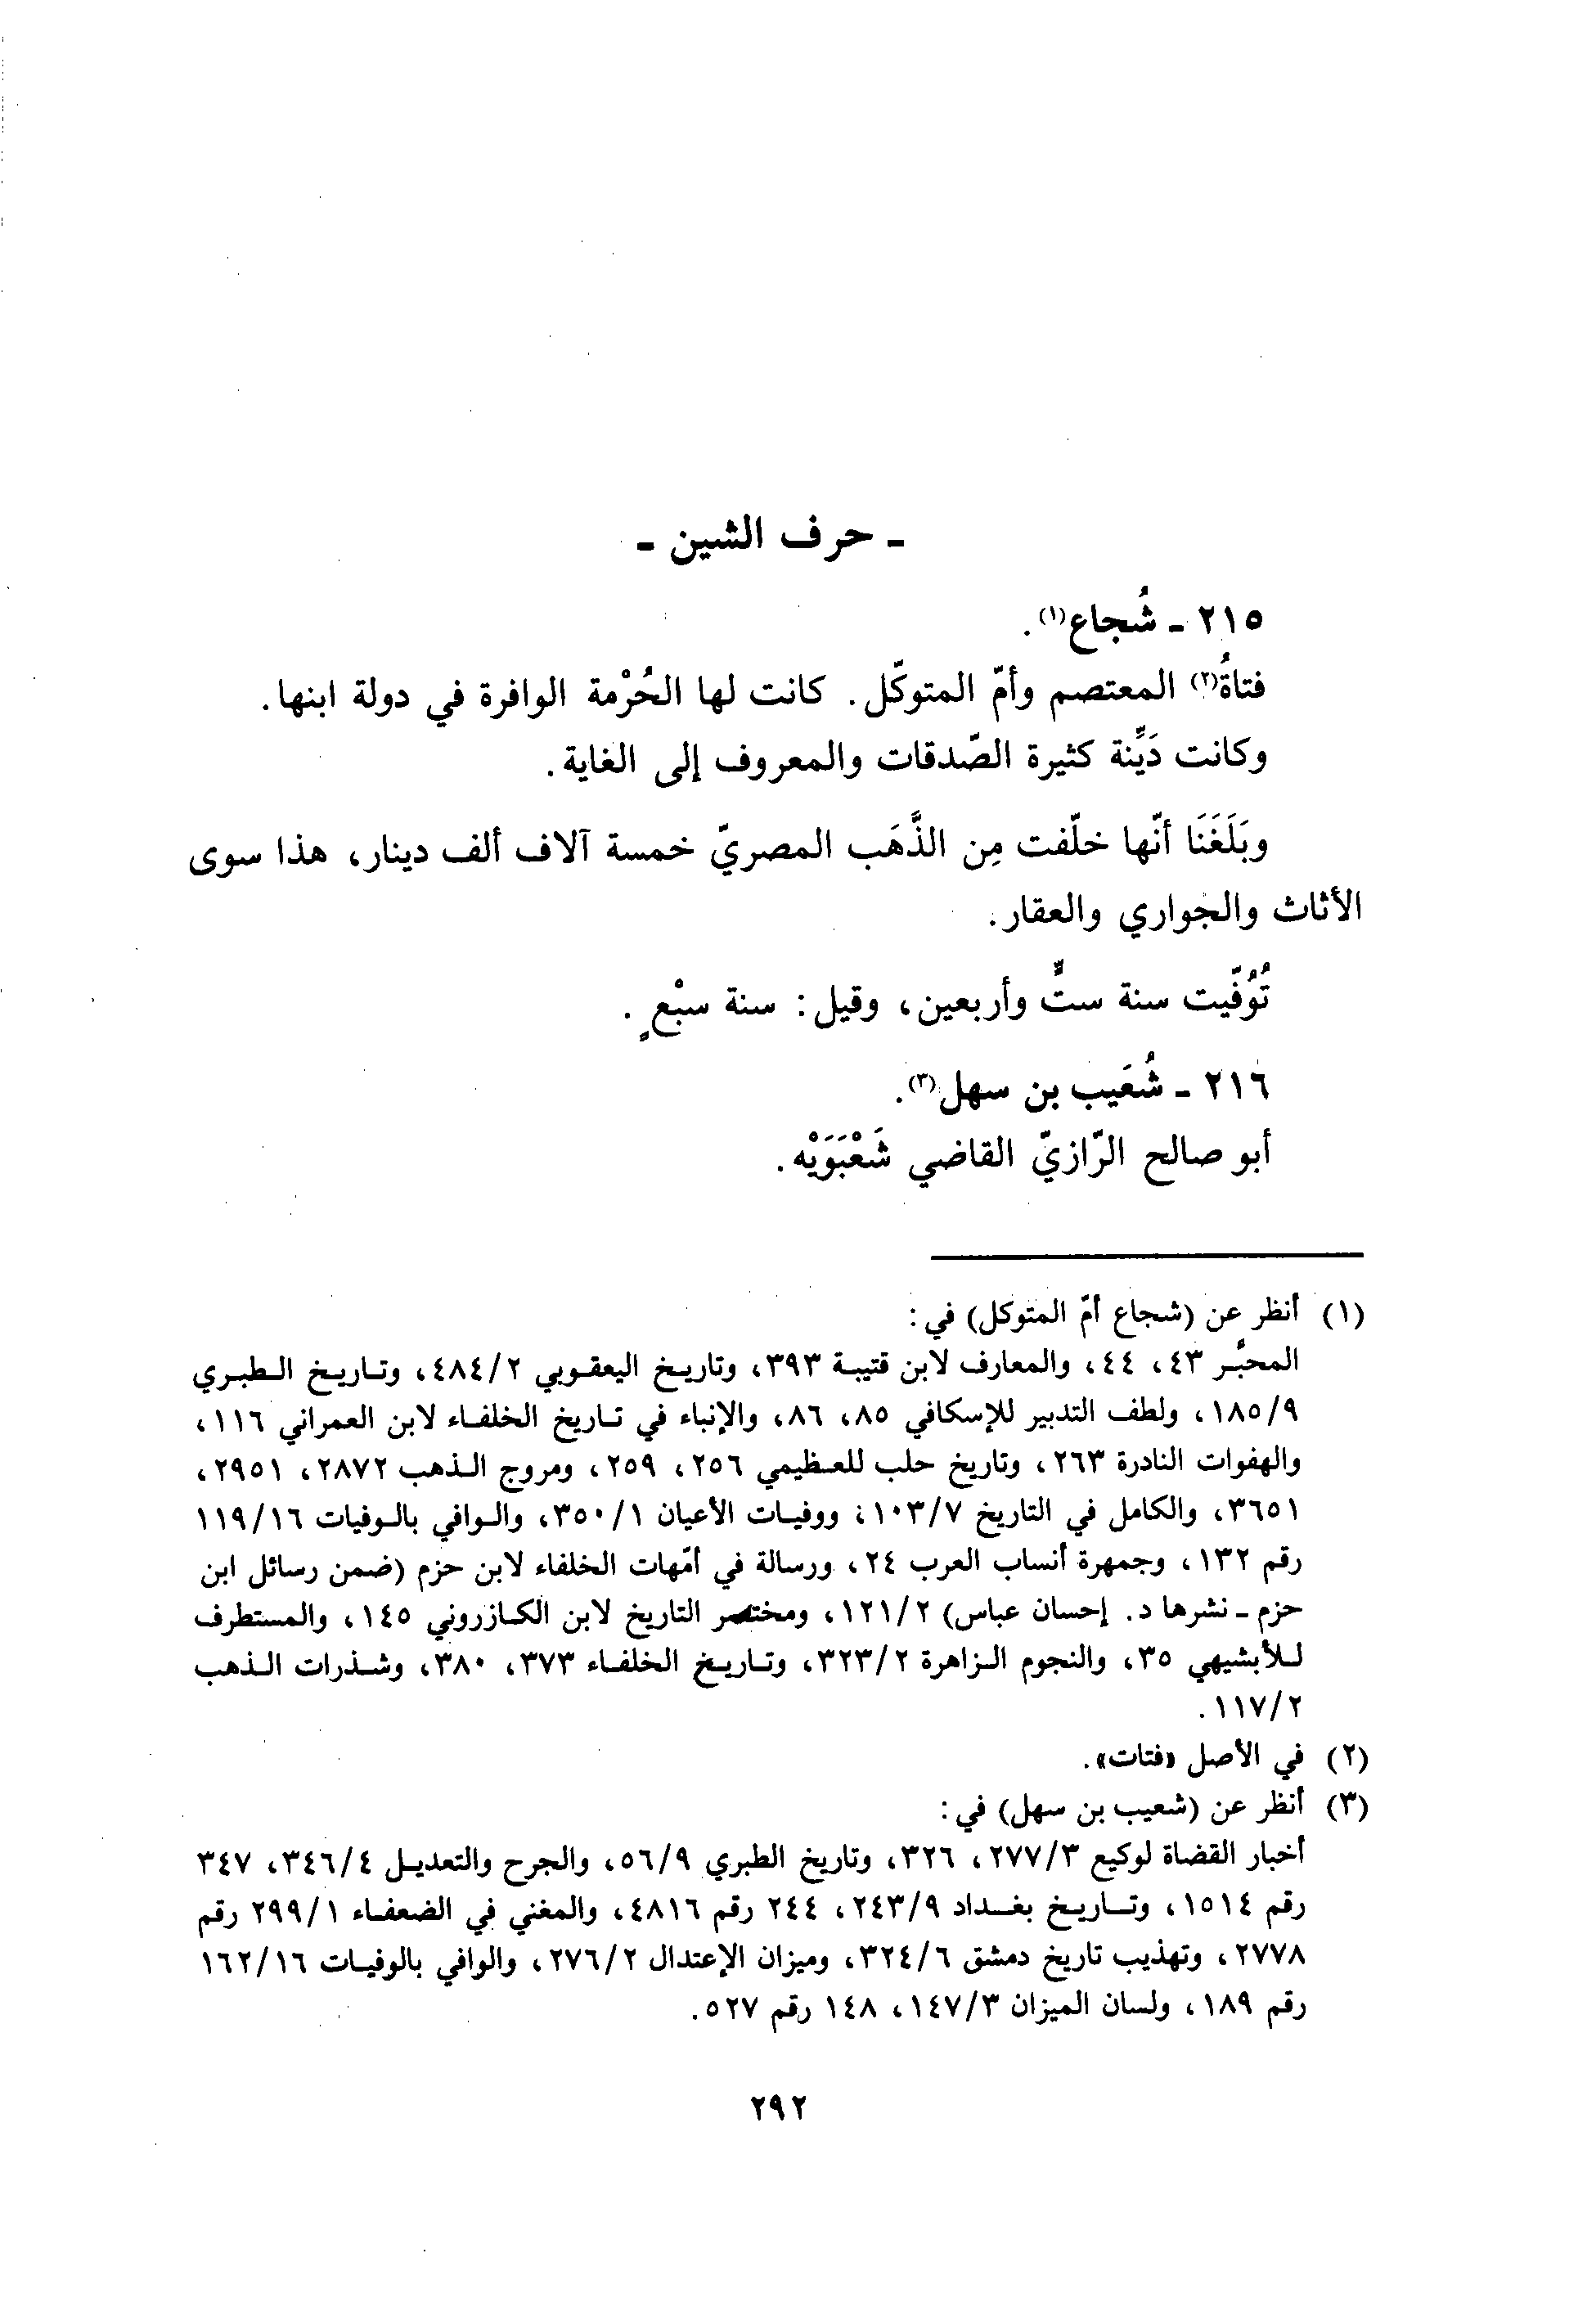 ـ حرف الشين ـ
٢١٥ ـ شُجاع(١).
فتاةُ(٢) المعتصم وأمّ المتوكّل. كانت لها الحُرْمة الوافرة في دولة ابنها.
وكانت دَيِّنة كثيرة الصّدقات والمعروف إلى الغاية.
وبَلَغَنَا أنّها خلّفت مِن الذَّهَب المصريّ خمسة آلاف ألف دينار، هذا سوى
الأثاث والجواري والعقار.
تُوُفّيت سنة ستٍّ وأربعين، وقيل: سنة سبْعٍ.
٢١٦ ـ شُعَيب بن سهل(٣).
أبو صالح الرّازيّ القاضي شَعْبَوَيْه.
(١) أنظر عن (شجاع أمّ المتوكل) في:
المحبَّر ٤٣، ٤٤، والمعارف لابن قتيبة ٣٩٣، وتاريخ اليعقوبي ٤٨٤/٢، وتاريخ الطبري
١٨٥/٩، ولطف التدبير للإسكافي ٨٥، ٨٦، والإنباء في تاريخ الخلفاء لابن العمراني ١١٦،
والهفوات النادرة ٢٦٣، وتاريخ حلب للعظيمي ٢٥٦، ٢٥٩، ومروج الذهب ٢٨٧٢، ٢٩٥١،
٣٦٥١، والكامل في التاريخ ١٠٣/٧، ووفيات الأعيان ٣٥٠/١، والوافي بالوفيات ١١٩/١٦
رقم ١٣٢، وجمهرة أنساب العرب ٢٤، ورسالة في أمّهات الخلفاء لابن حزم (ضمن رسائل ابن
حزم ـ نشرها د. إحسان عباس) ١٢١/٢، ومختصر التاريخ لابن الكازروني ١٤٥، والمستطرف
للأبشيهي ٣٥، والنجوم الزاهرة ٣٢٣/٢، وتاريخ الخلفاء ٣٧٣، ٣٨٠، وشذرات الذهب
١١٧/٢.
(٢) في الأصل «فتات».
(٣) أنظر عن (شعيب بن سهل) في:
أخبار القضاة لوكيع ٢٧٧/٣، ٣٢٦، وتاريخ الطبري ٥٦/٩، والجرح والتعديل ٣٤٦/٤، ٣٤٧
رقم ١٥١٤، وتاريخ بغداد ٢٤٣/٩، ٢٤٤ رقم ٤٨١٦، والمغني في الضعفاء ٢٩٩/١ رقم
٢٧٧٨، وتهذيب تاريخ دمشق ٣٢٤/٦، وميزان الإعتدال ٢٧٦/٢، والوافي بالوفيات ١٦٢/١٦
رقم ١٨٩، ولسان الميزان ١٤٧/٣، ١٤٨ رقم ٥٢٧.
٢٩٢